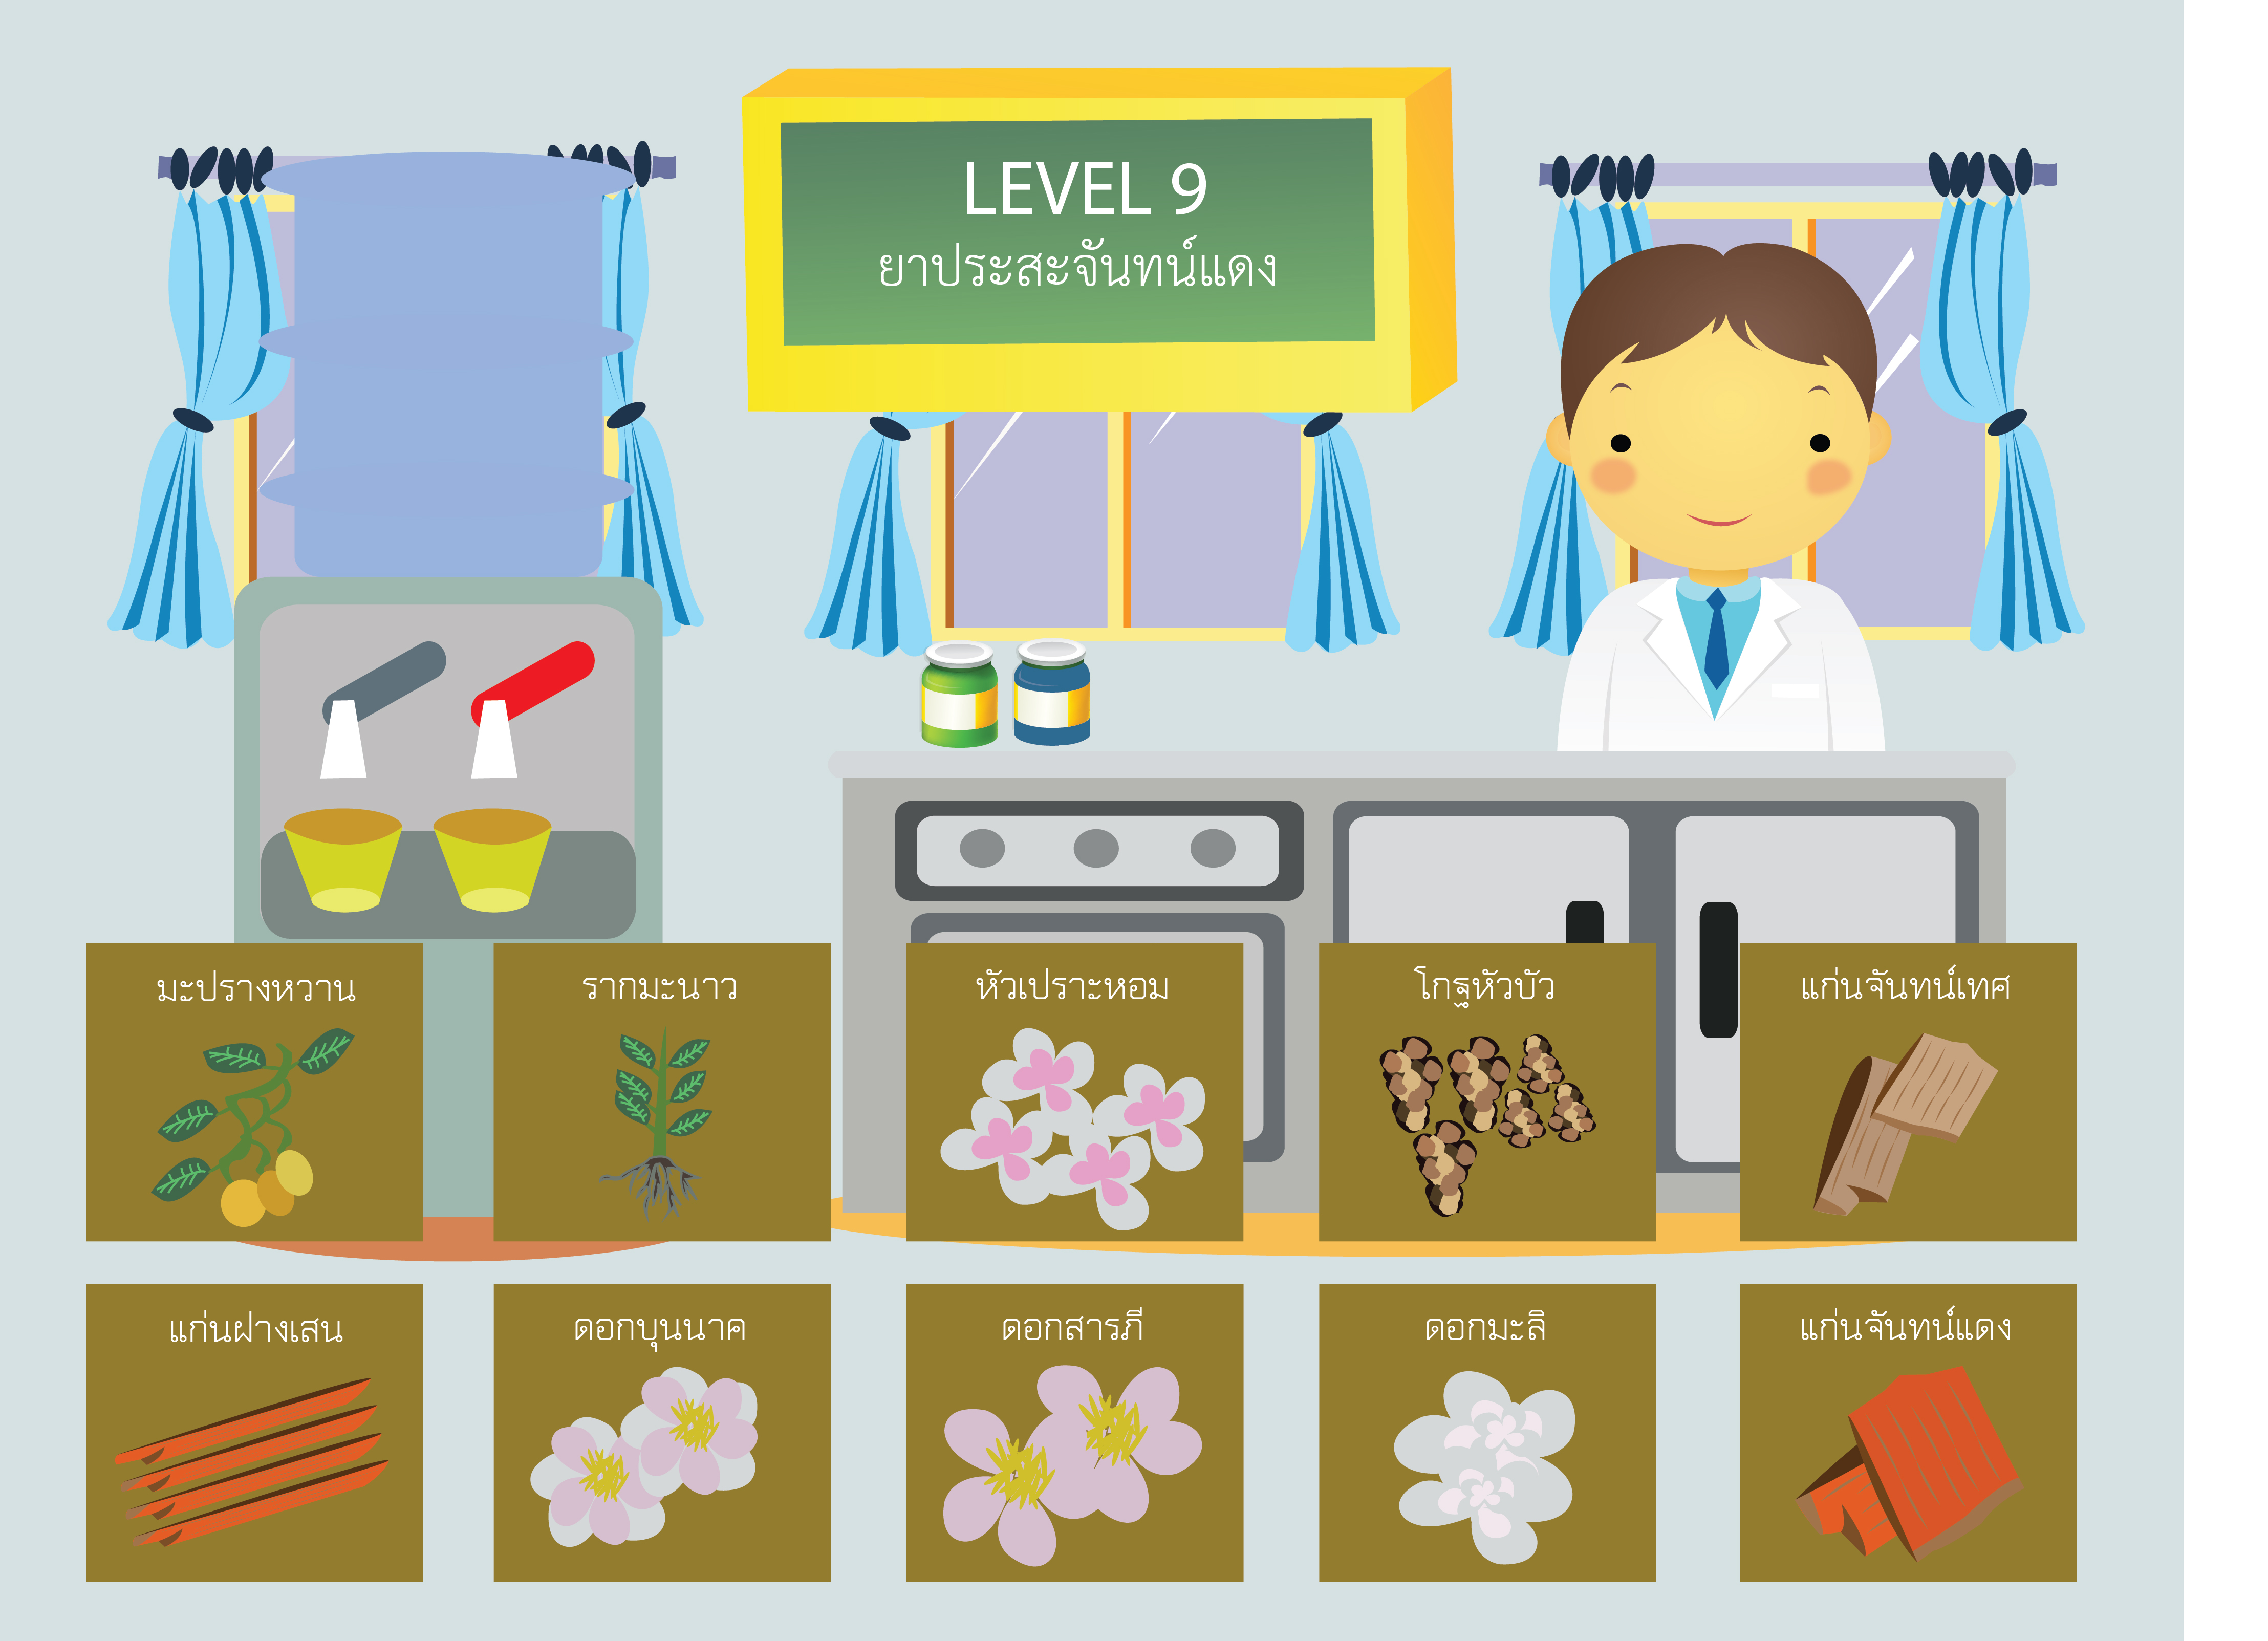 LEVEL 9
ยาประสะจันทน์แดง
มะปรางหวาน
รากมะนาว
หัวเปราะหอม
โกฐหัวบัว
แก่นจันทน์เทศ
แก่นฝางเสน
ดอกบุนนาค
ดอกสารภี
ดอกมะลิ
แก่นจันทน์แดง